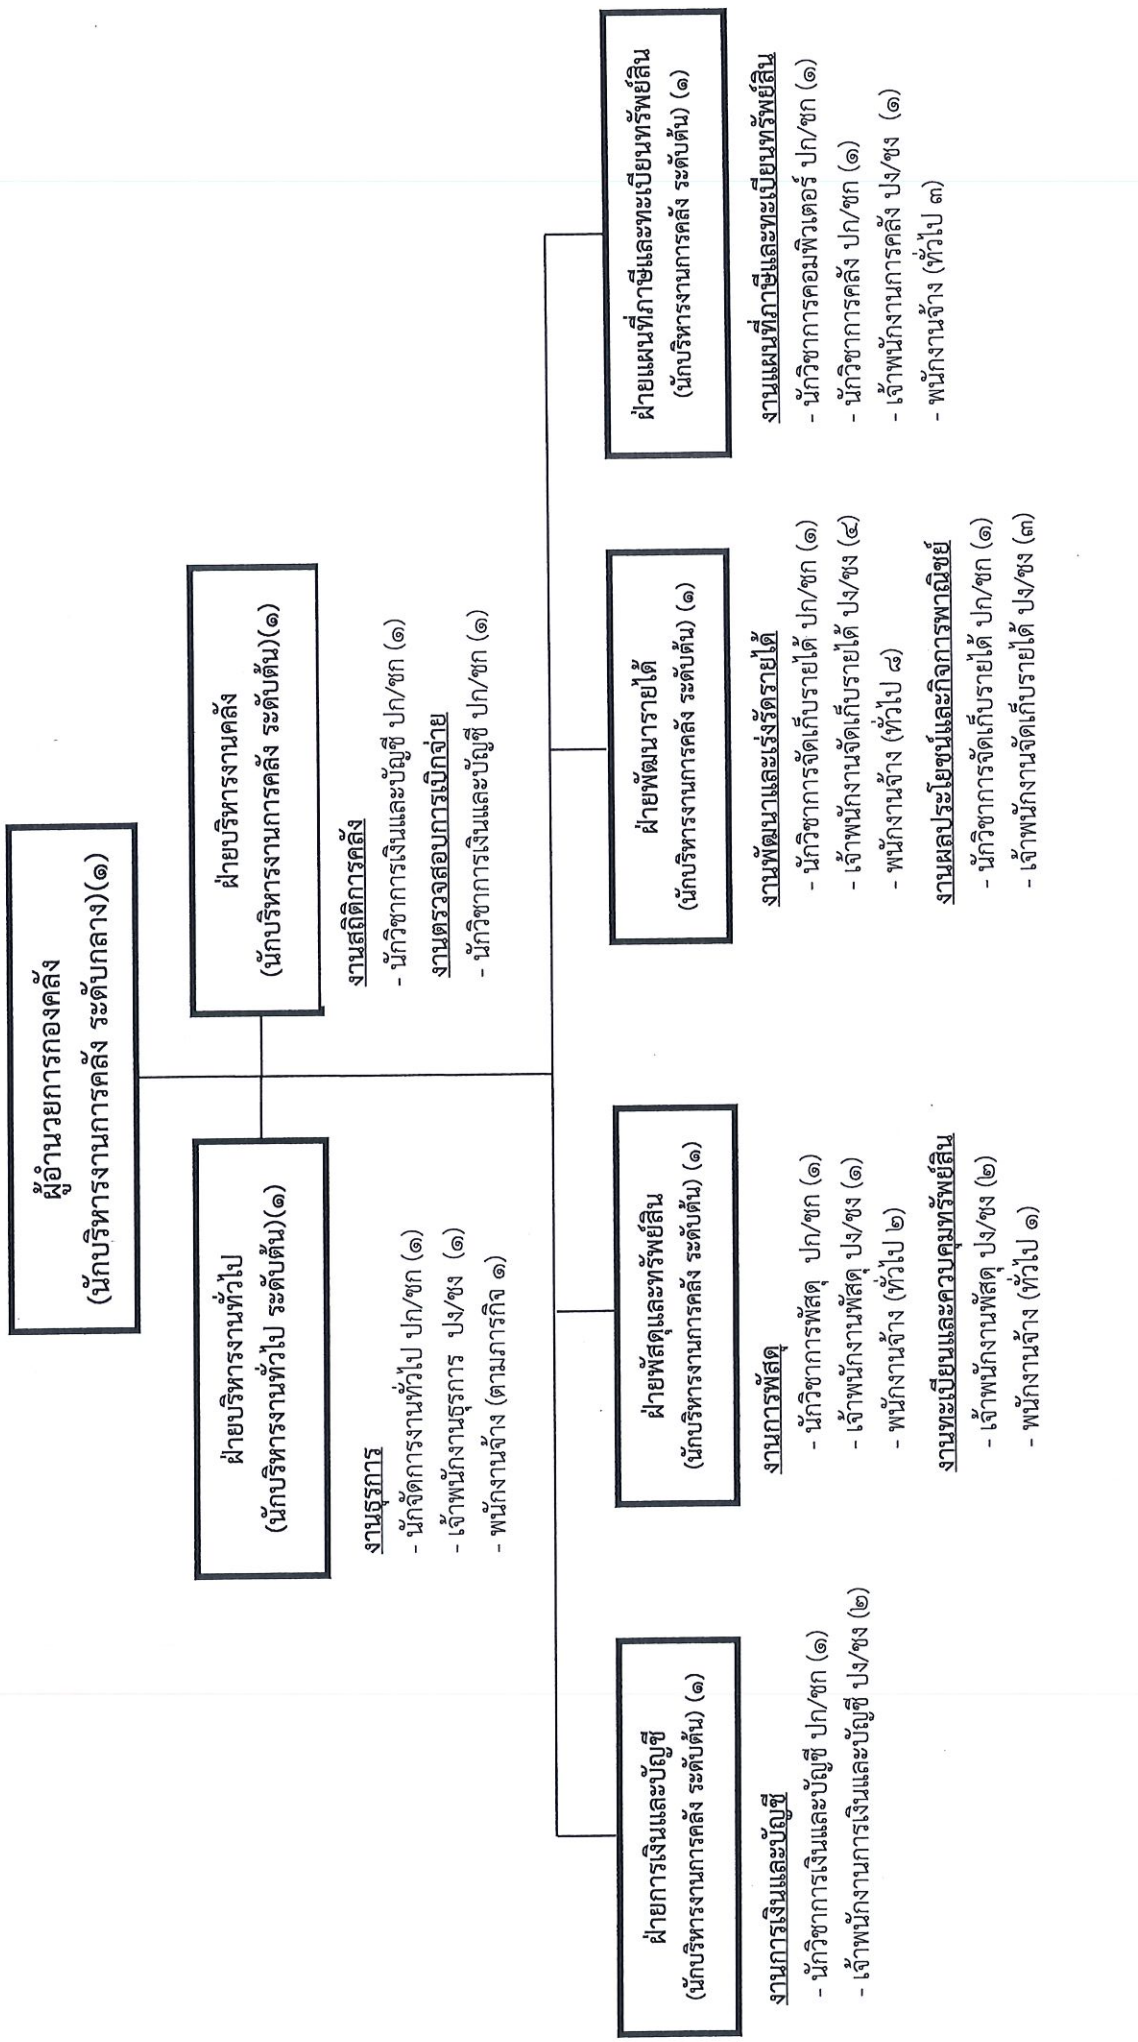 ผู้อำนวยการกองคลัง
(นักบริหารงานการคลัง ระดับกลาง)(๑)
ฝ่ายบริหารงานทั่วไป
(นักบริหารงานทั่วไป ระดับต้น)(๑)
งานธุรการ
- นักจัดการงานทั่วไป ปก/ชก (๑)
- เจ้าพนักงานธุรการ ปง/ชง (๑)
- พนักงานจ้าง (ตามภารกิจ ๑)
ฝ่ายบริหารงานคลัง
(นักบริหารงานการคลัง ระดับต้น)(๑)
งานสถิติการคลัง
- นักวิชาการเงินและบัญชี ปก/ชก (๑)
งานตรวจสอบการเบิกจ่าย
- นักวิชาการเงินและบัญชี ปก/ชก (๑)
ฝ่ายการเงินและบัญชี
(นักบริหารงานการคลัง ระดับต้น) (๑)
งานการเงินและบัญชี
- นักวิชาการเงินและบัญชี ปก/ชก (๑)
- เจ้าพนักงานการเงินและบัญชี ปง/ชง (๒)
ฝ่ายพัสดุและทรัพย์สิน
(นักบริหารงานการคลัง ระดับต้น) (๑)
งานการพัสดุ
- นักวิชาการพัสดุ ปก/ชก (๑)
- เจ้าพนักงานพัสดุ ปง/ชง (๑)
- พนักงานจ้าง (ทั่วไป ๒)
งานทะเบียนและควบคุมทรัพย์สิน
- เจ้าพนักงานพัสดุ ปง/ชง (๒)
- พนักงานจ้าง (ทั่วไป ๑)
ฝ่ายพัฒนารายได้
(นักบริหารงานการคลัง ระดับต้น) (๑)
งานพัฒนาและเร่งรัดรายได้
- นักวิชาการจัดเก็บรายได้ ปก/ชก (๑)
- เจ้าพนักงานจัดเก็บรายได้ ปง/ชง (๔)
- พนักงานจ้าง (ทั่วไป ๘)
งานผลประโยชน์และกิจการพาณิชย์
- นักวิชาการจัดเก็บรายได้ ปก/ชก (๑)
- เจ้าพนักงานจัดเก็บรายได้ ปง/ชง (๓)
ฝ่ายแผนที่ภาษีและทะเบียนทรัพย์สิน
(นักบริหารงานการคลัง ระดับต้น) (๑)
งานแผนที่ภาษีและทะเบียนทรัพย์สิน
- นักวิชาการคอมพิวเตอร์ ปก/ชก (๑)
- นักวิชาการคลัง ปก/ชก (๑)
- เจ้าพนักงานการคลัง ปง/ชง (๑)
- พนักงานจ้าง (ทั่วไป ๓)